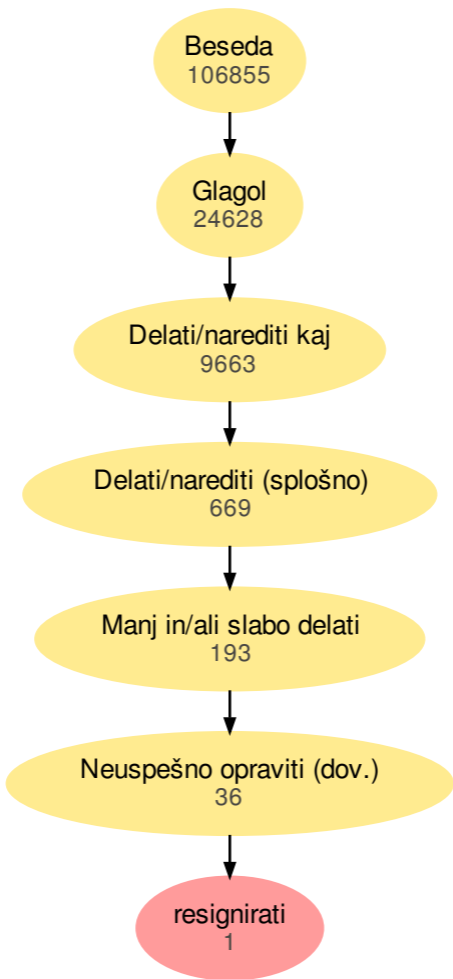 Beseda
106855
Glagol
24628
Delati/narediti kaj
9663
Delati/narediti (splošno)
669
Manj in/ali slabo delati
193
Neuspešno opraviti (dov.)
36
resignirati
1